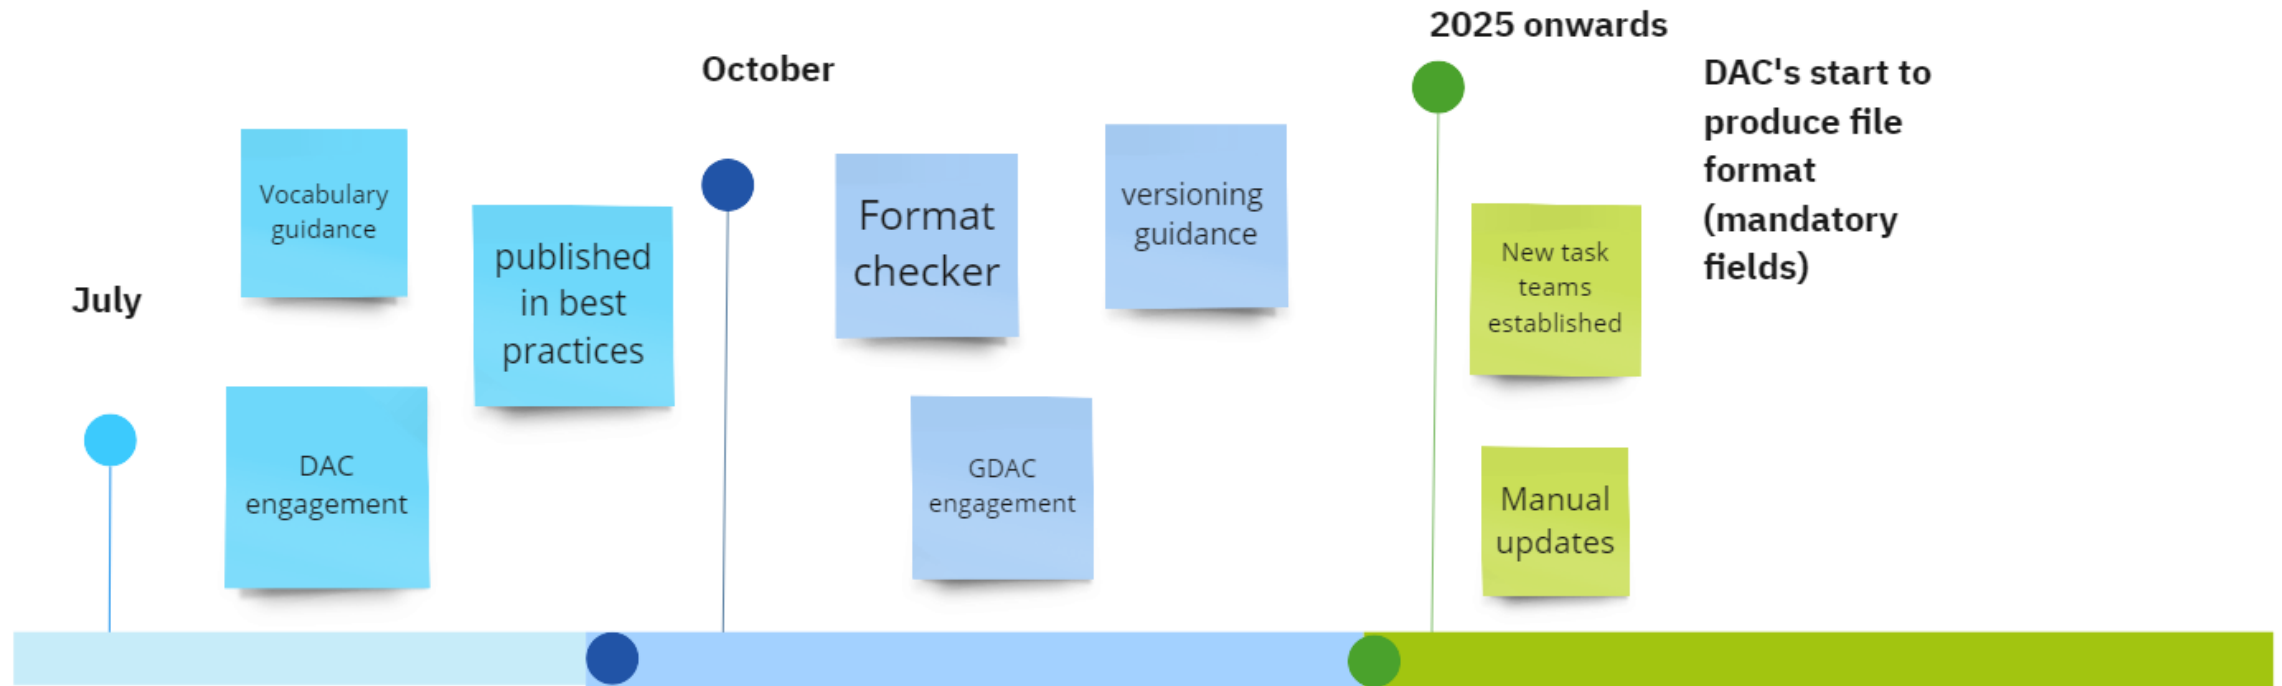 July
Vocabulary
guidance
DAC
engagement
published
in best
practices
October
Format
checker
GDAC
engagement
versioning
guidance
2025 onwards
New task
teams
established
Manual
updates
DAC's start to
produce file
format
(mandatory
fields)